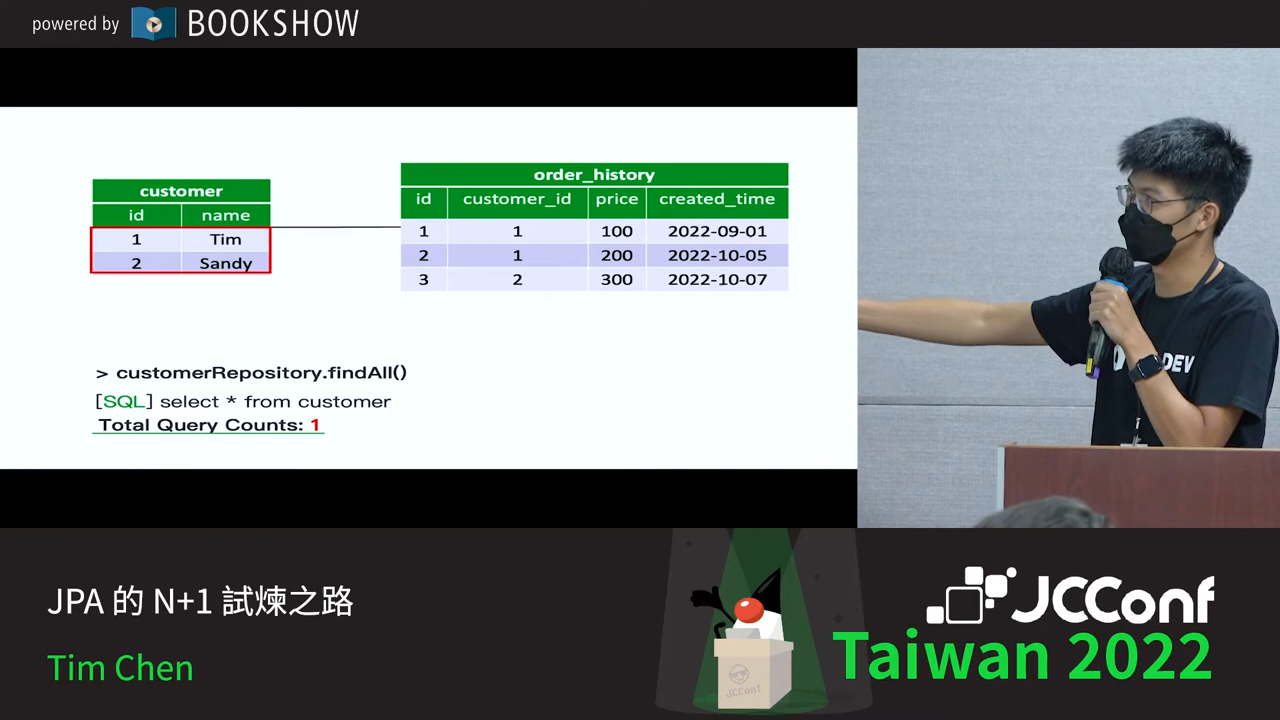 powered by BOOKSHOW
customer
id name
1 Tim
2 Sandy
order_history
id customer_id price created_time
1 1 100 2022-09-01
2 1 200 2022-10-05
3 2 300 2022-10-07
> customerRepository.findAll()
[SQL] select * from customer
Total Query Counts: 1
DEV
JPA 的 N+1 試煉之路
Tim Chen
JCConf
JCConf
Taiwan 2022